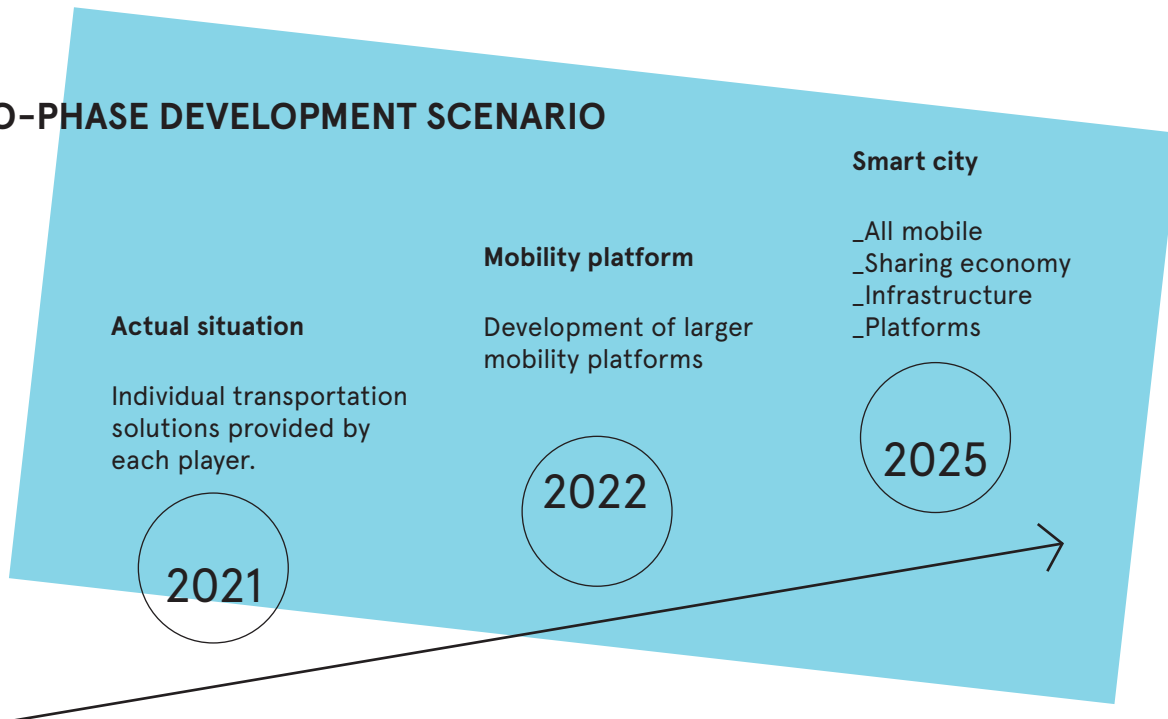 O-PHASE DEVELOPMENT SCENARIO
Actual situation
Individual transportation
solutions provided by
each player.
2021
Mobility platform
Development of larger
mobility platforms
2022
Smart city
_All mobile
_Sharing economy
_Infrastructure
_Platforms
2025